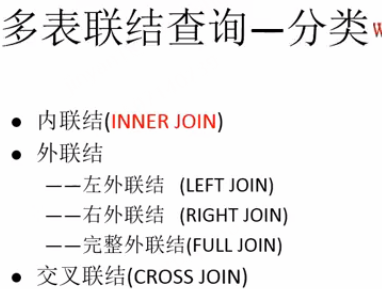 多表联结查询—分类
● 内联结(INNER JOIN)
● 外联结
——左外联结 (LEFT JOIN)
——右外联结 (RIGHT JOIN)
——完整外联结(FULL JOIN)
● 交叉联结(CROSS JOIN)